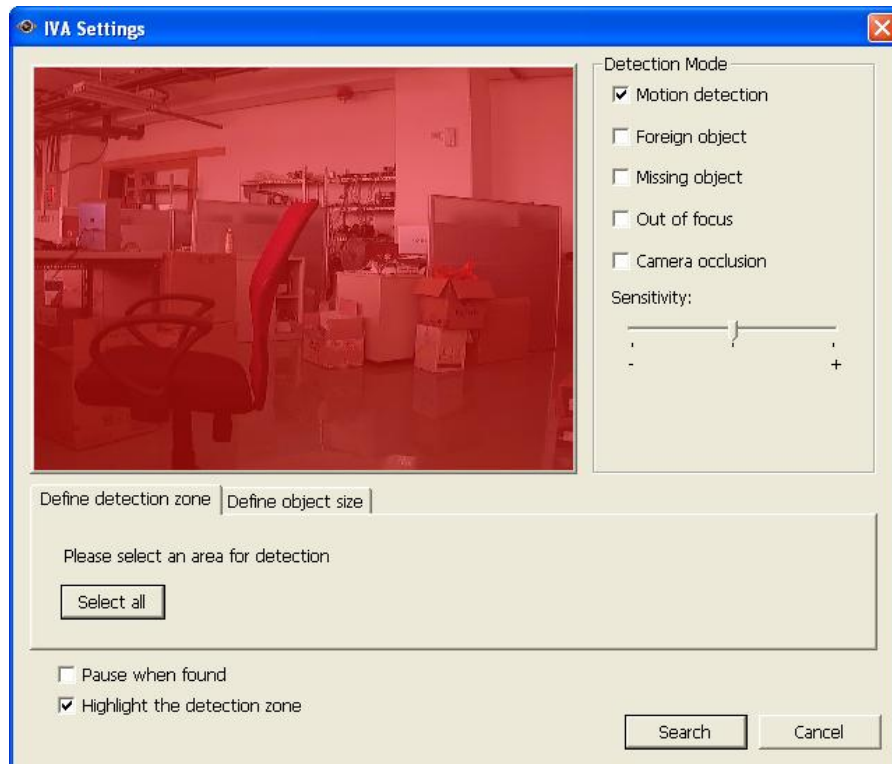 IVA Settings
Detection Mode
Motion detection
Foreign object
Missing object
Out of focus
Camera occlusion
Sensitivity:
- +
Define detection zone
Define object size
Please select an area for detection
Select all
Pause when found
Highlight the detection zone
Search
Cancel